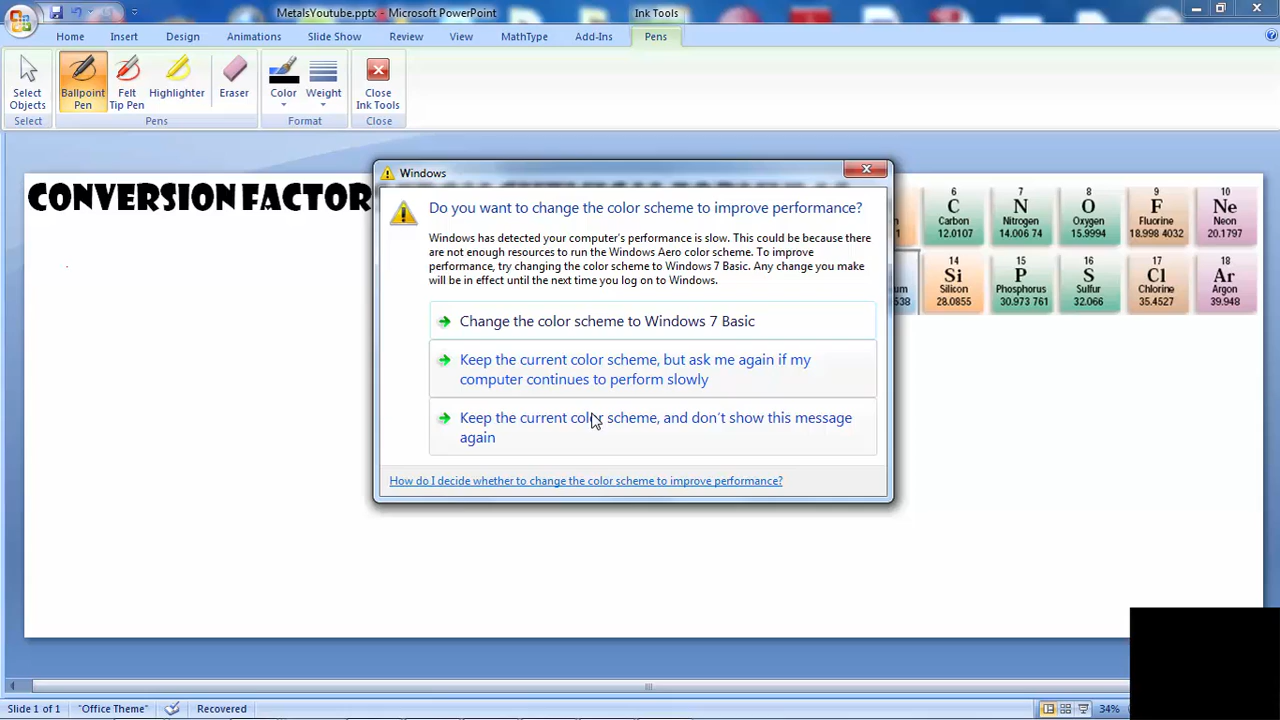 MetalsYoutube.pptx - Microsoft PowerPoint
Ink Tools
Home Insert Design Animations Slide Show Review View MathType Add-Ins Pens
Select Objects
Ballpoint Pen
Felt Tip Pen
Highlighter
Eraser
Color
Weight
Close Ink Tools
Select Pens Format Close
CONVERSION FACTOR
Windows
Do you want to change the color scheme to improve performance?
Windows has detected your computer's performance is slow. This could be because there
are not enough resources to run the Windows Aero color scheme. To improve
performance, try changing the color scheme to Windows 7 Basic. Any change you make
will be in effect until the next time you log on to Windows.
Change the color scheme to Windows 7 Basic
Keep the current color scheme, but ask me again if my
computer continues to perform slowly
Keep the current color scheme, and don't show this message
again
How do I decide whether to change the color scheme to improve performance?
6 7 8 9 10
C N O F Ne
Carbon Nitrogen Oxygen Fluorine Neon
12.0107 14.006 74 15.9994 18.998 4032 20.1797
14 15 16 17 18
Si P S Cl Ar
Silicon Phosphorus Sulfur Chlorine Argon
28.0855 30.973 761 32.066 35.4527 39.948
Slide 1 of 1 "Office Theme" Recovered 34%